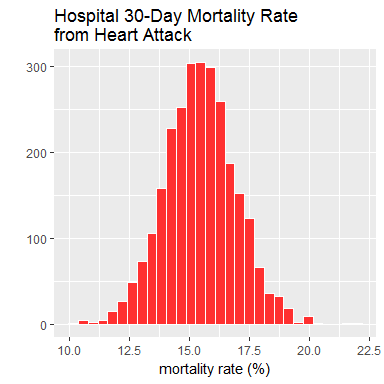 Hospital 30-Day Mortality Rate
from Heart Attack
300
200
100
0
10.0 12.5 15.0 17.5 20.0 22.5
mortality rate (%)